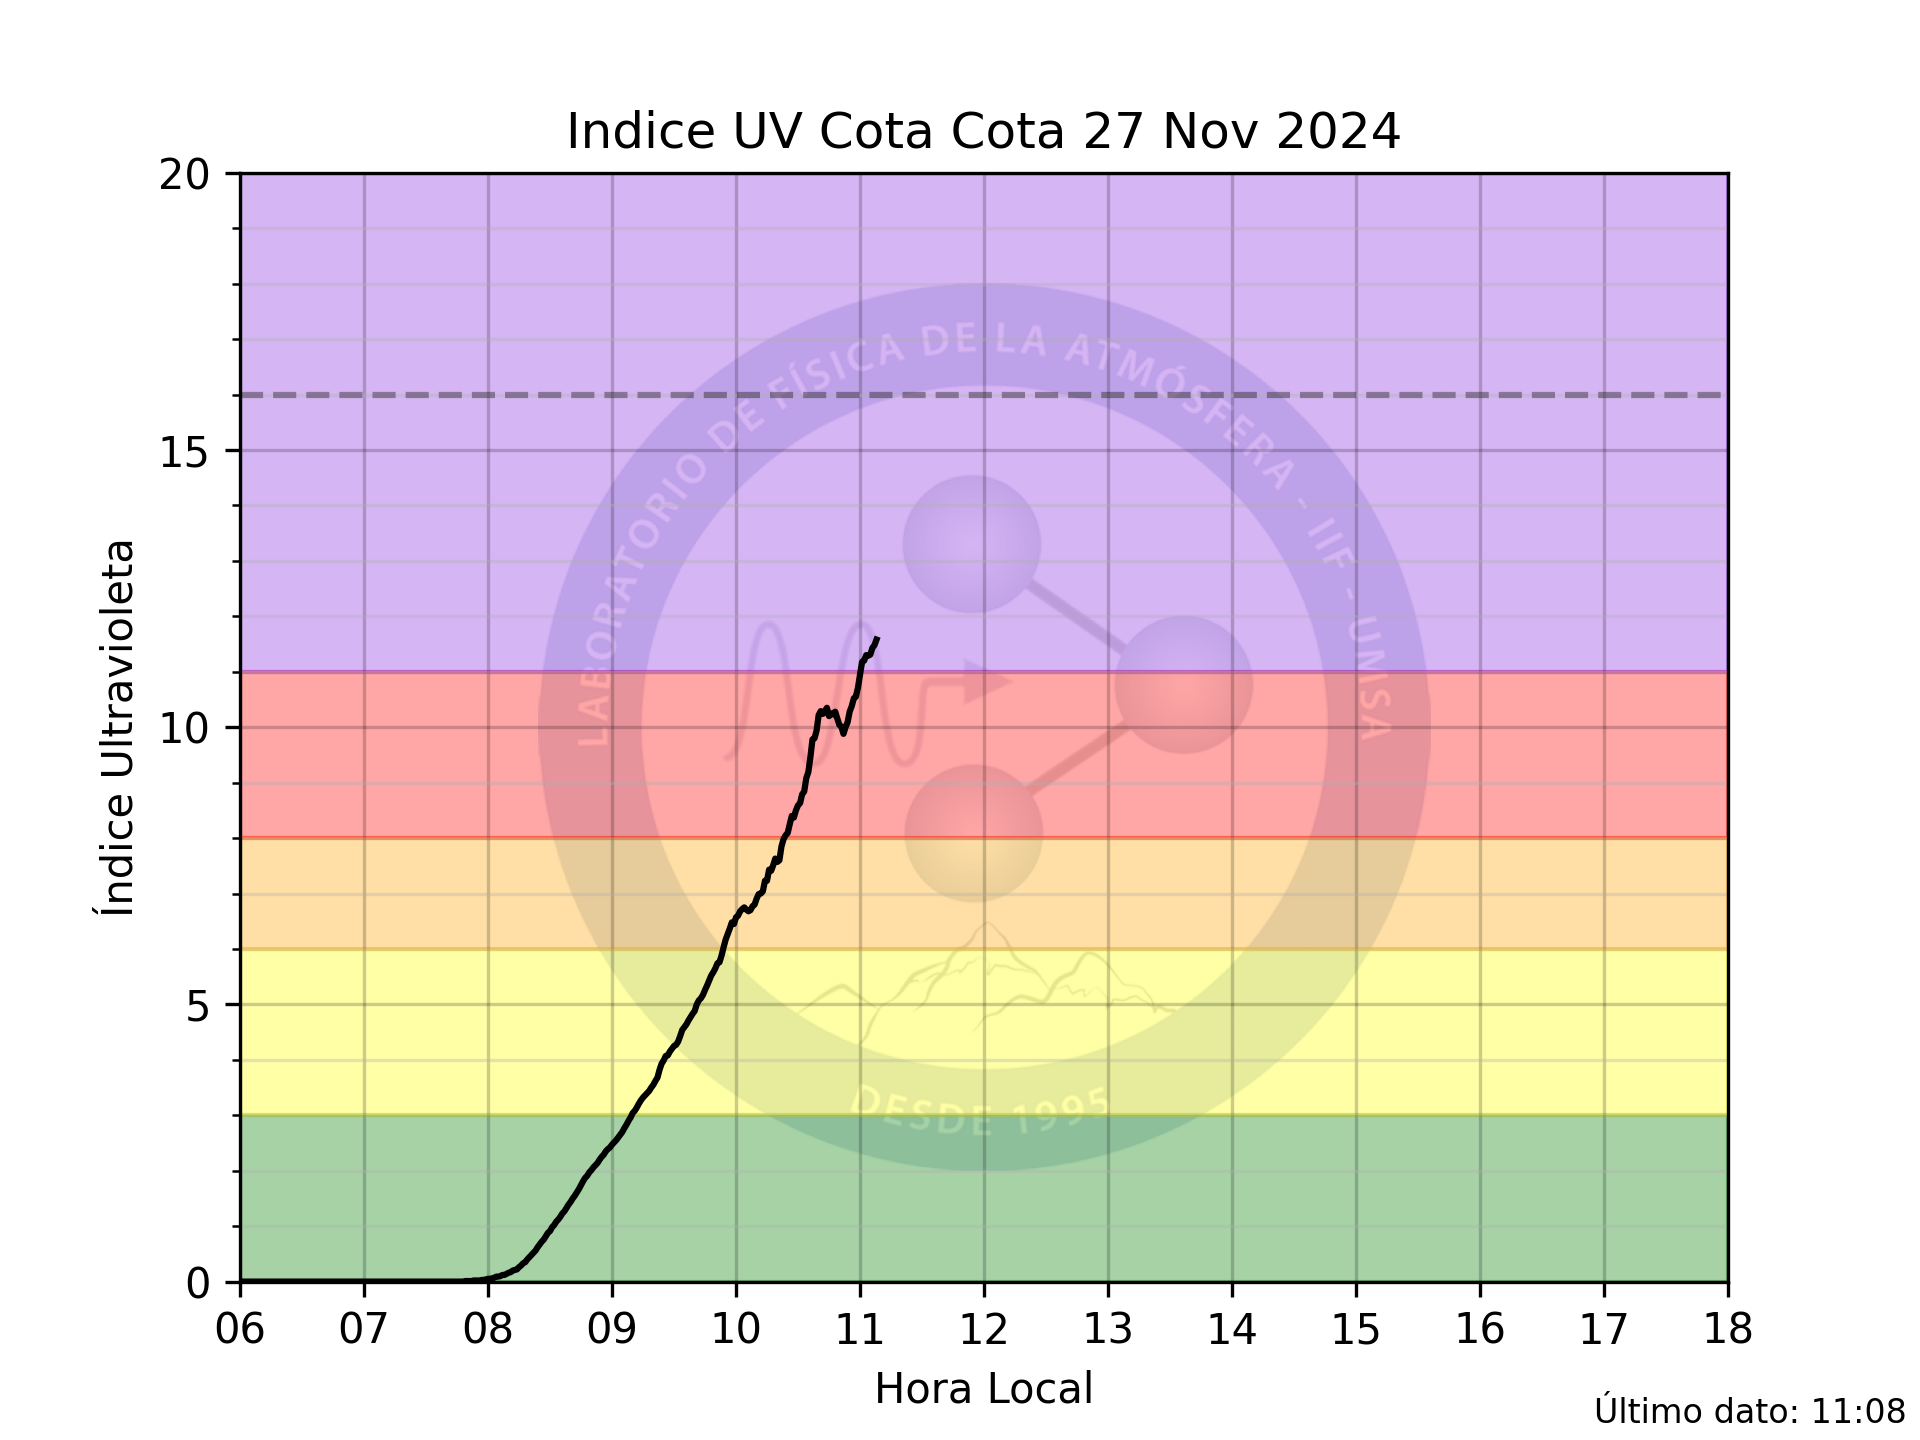 Indice UV Cota Cota 27 Nov 2024
20
15
10
5
0
Índice Ultravioleta
LABORATORIO DE FÍSICA DE LA ATMÓSFERA - IIF - UMSA
DESDE 1995
06 07 08 09 10 11 12 13 14 15 16 17 18
Hora Local
Último dato: 11:08